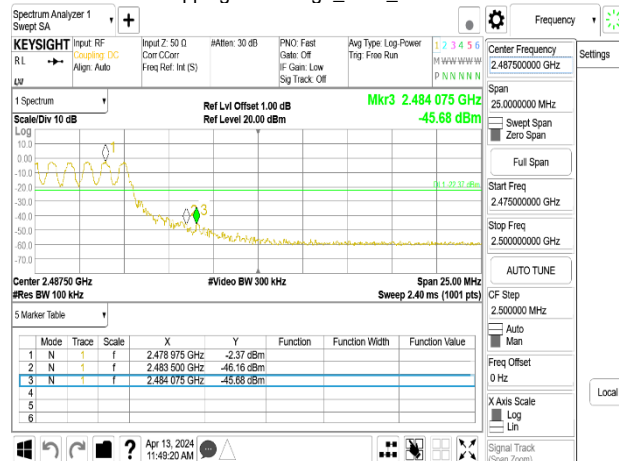 Spectrum Analyzer 1
Swept SA
Frequency
KEYSIGHT
Input: RF
Coupling: DC
Align: Auto
Input Z: 50 Ω
Corr CCorr
Freq Ref: Int (S)
#Atten: 30 dB
PNO: Fast
Gate: Off
IF Gain: Low
Sig Track: Off
Avg Type: Log-Power
Trig: Free Run
1 2 3 4 5 6
M W W W W W
P N N N N N
RL
1 Spectrum
Scale/Div 10 dB
Ref Lvl Offset 1.00 dB
Ref Level 20.00 dBm
Mkr3 2.484 075 GHz
-45.68 dBm
Log
10.0
0.00
-10.0
-20.0
-30.0
-40.0
-50.0
-60.0
-70.0
1
3
DL1 -22.37 dBm
Center 2.48750 GHz
#Res BW 100 kHz
#Video BW 300 kHz
Span 25.00 MHz
Sweep 2.40 ms (1001 pts)
5 Marker Table
Mode Trace Scale X Y Function Function Width Function Value
1 N 1 f 2.478 975 GHz -2.37 dBm
2 N 1 f 2.483 500 GHz -46.16 dBm
3 N 1 f 2.484 075 GHz -45.68 dBm
4
5
6
Apr 13, 2024
11:49:20 AM
Center Frequency
2.487500000 GHz
Settings
Span
25.0000000 MHz
Swept Span
Zero Span
Full Span
Start Freq
2.475000000 GHz
Stop Freq
2.500000000 GHz
AUTO TUNE
CF Step
2.500000 MHz
Auto
Man
Freq Offset
0 Hz
X Axis Scale
Log
Lin
Local
Signal Track
(Span Zoom)